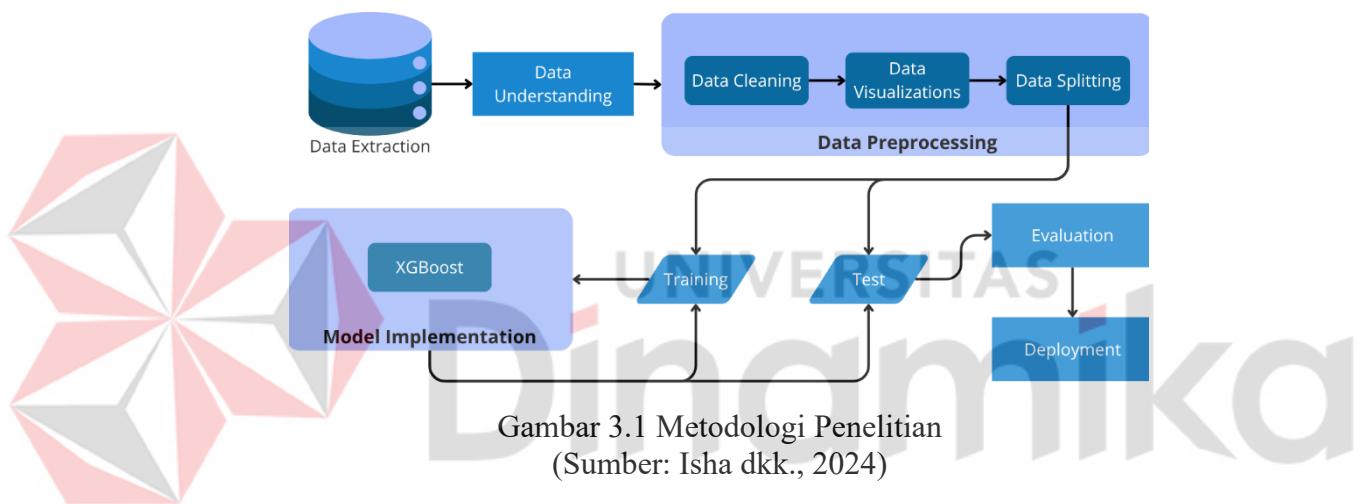 Data
Understanding
Data Cleaning
Data
Visualizations
Data Splitting
Data Extraction
Data Preprocessing
XGBoost
Training
Test
Evaluation
UNIVERSITAS
Model Implementation
Deployment
Dinamika
Gambar 3.1 Metodologi Penelitian
(Sumber: Isha dkk., 2024)